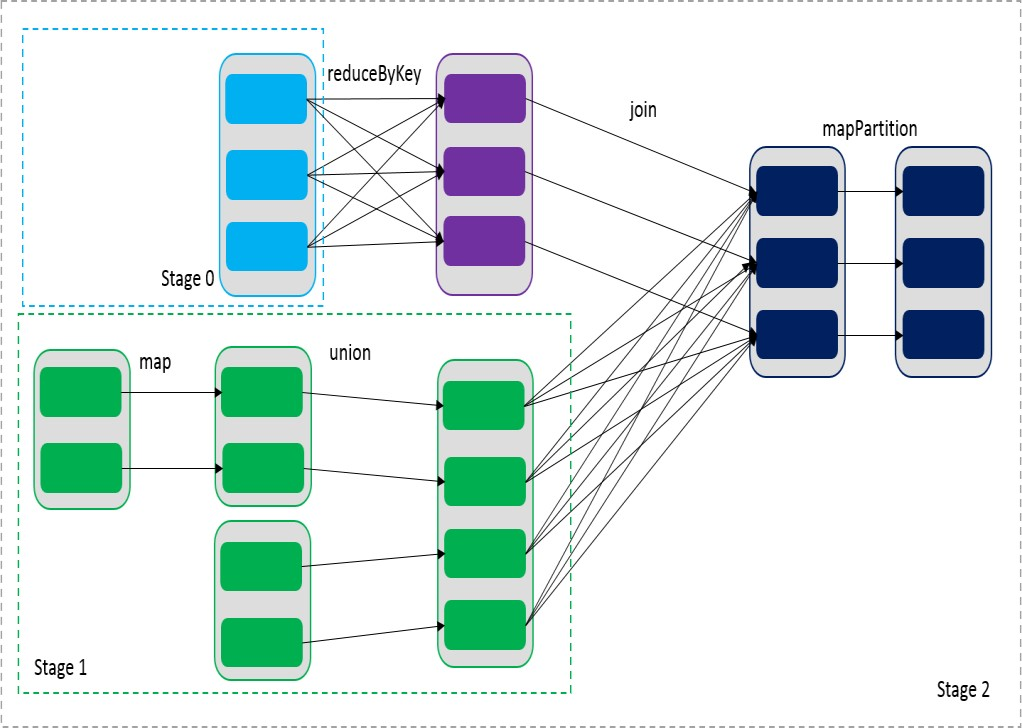 reduceByKey
join
mapPartition
Stage 0
map
union
Stage 1
Stage 2